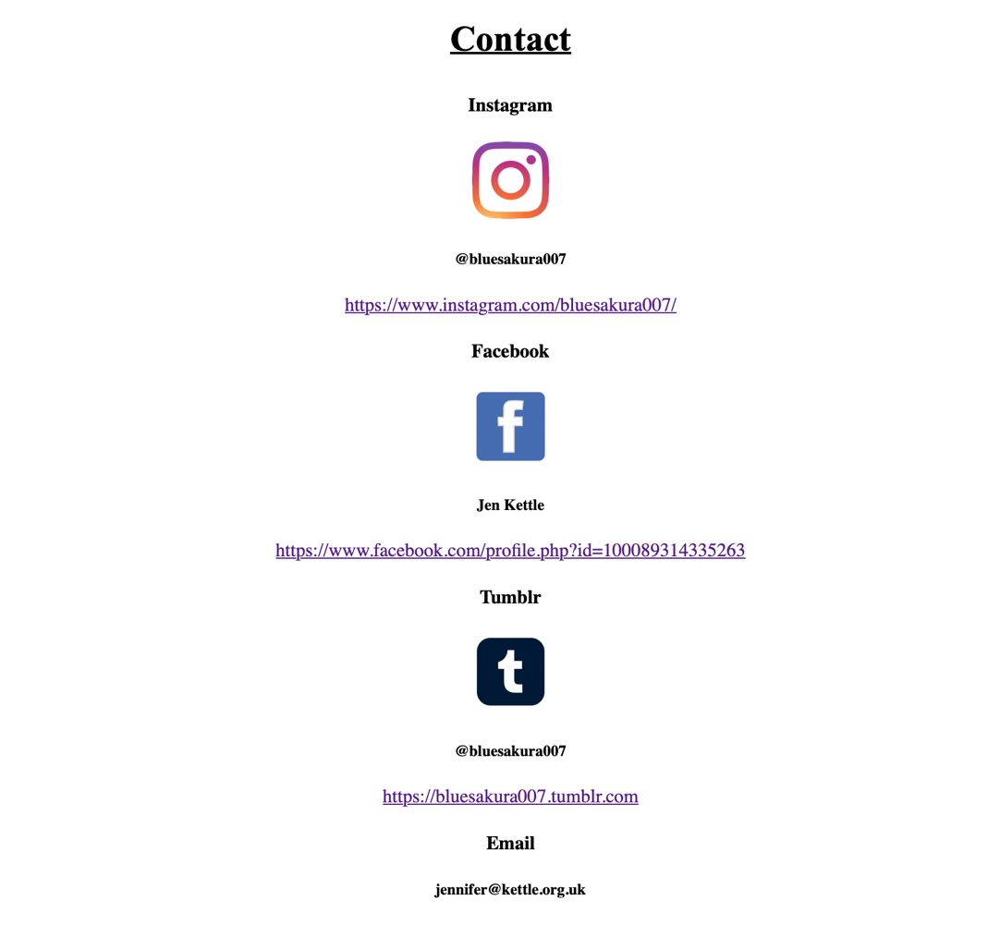 Contact
Instagram
@bluesakura007
https://www.instagram.com/bluesakura007/
Facebook
f
Jen Kettle
https://www.facebook.com/profile.php?id=100089314335263
Tumblr
t
@bluesakura007
https://bluesakura007.tumblr.com
Email
jennifer@kettle.org.uk